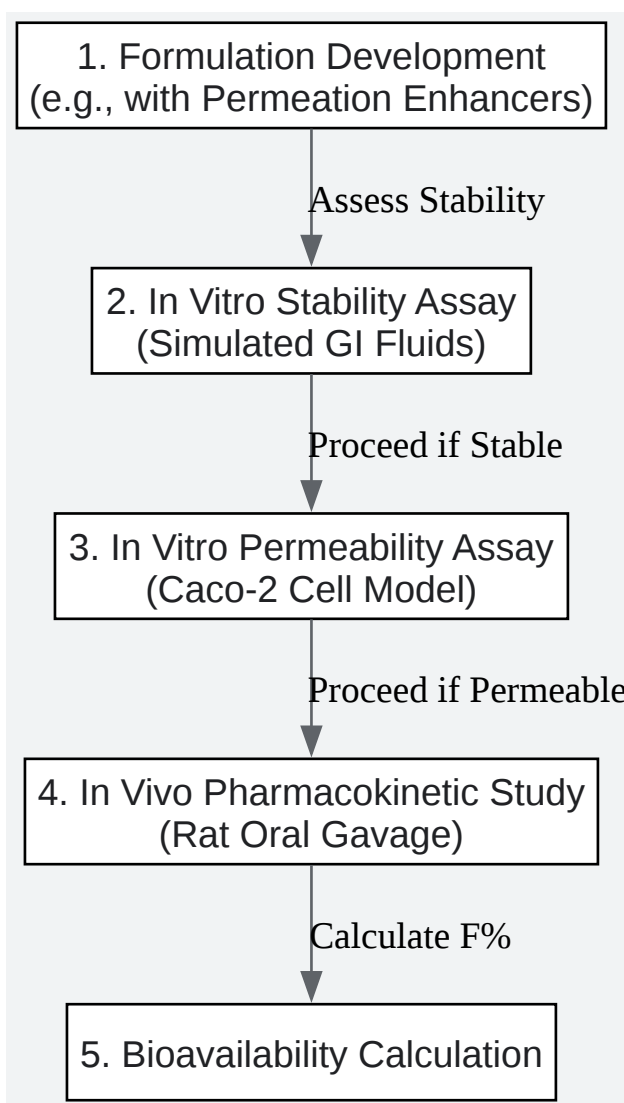 1. Formulation Development
(e.g., with Permeation Enhancers)
Assess Stability
2. In Vitro Stability Assay
(Simulated GI Fluids)
Proceed if Stable
3. In Vitro Permeability Assay
(Caco-2 Cell Model)
Proceed if Permeable
4. In Vivo Pharmacokinetic Study
(Rat Oral Gavage)
Calculate F%
5. Bioavailability Calculation